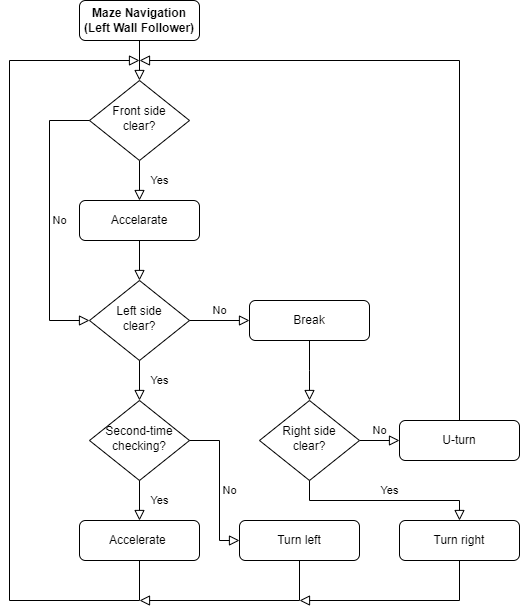 Maze Navigation
(Left Wall Follower)
Front side
clear?
Yes
No
Accelarate
Left side
clear?
No
Break
Yes
Second-time
checking?
Right side
clear?
No
U-turn
Yes
No
Yes
Accelerate
Turn left
Turn right